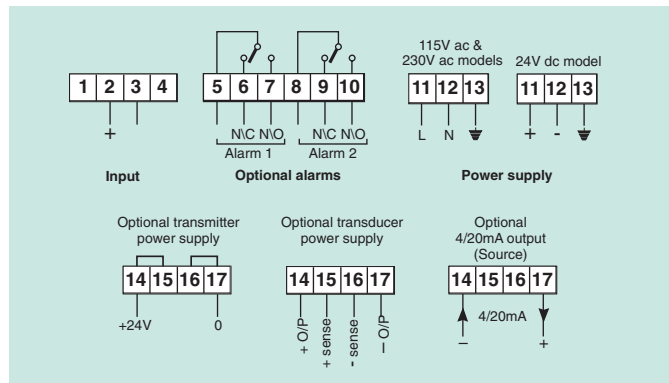 115V ac &
230V ac models
24V dc model
1 2 3 4
5 6 7 8 9 10
11 12 13
11 12 13
+
N\C N\O N\C N\O
Alarm 1 Alarm 2
L N
+ -
Input
Optional alarms
Power supply
Optional transmitter
power supply
Optional transducer
power supply
Optional
4/20mA output
(Source)
14 15 16 17
14 15 16 17
14 15 16 17
+24V 0
+ O/P
+ sense
- sense
– O/P
4/20mA
– +